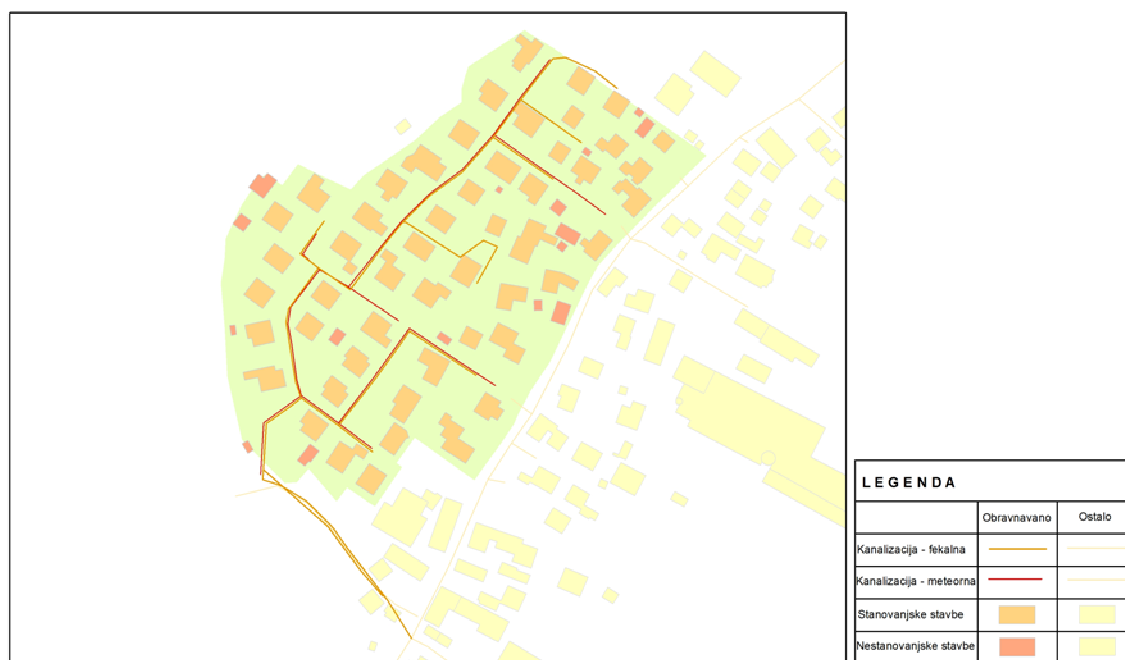 LEGENDA
Obravnavano Ostalo
Kanalizacija - fekalna
Kanalizacija - meteorna
Stanovanjske stavbe
Nestanovanjske stavbe